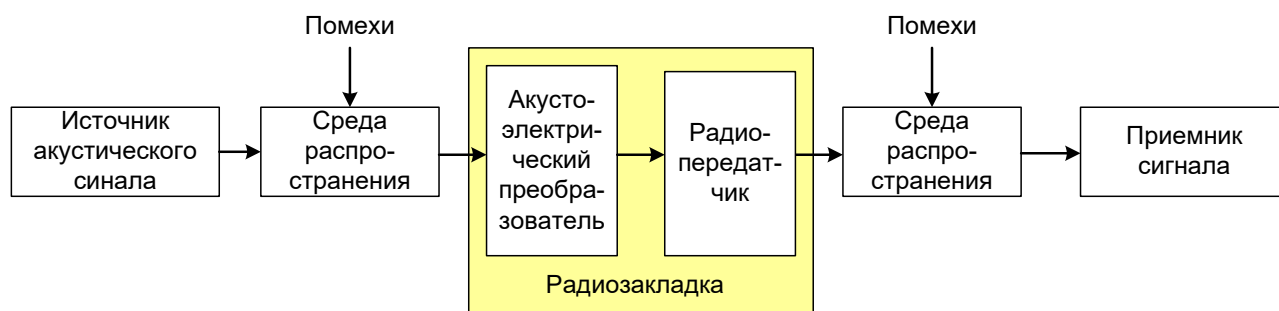 Помехи
Помехи
Источник
акустического
синала
Среда
распро-
странения
Акусто-
электри-
ческий
преобра-
зователь
Радио-
передат-
чик
Среда
распро-
странения
Приемник
сигнала
Радиозакладка